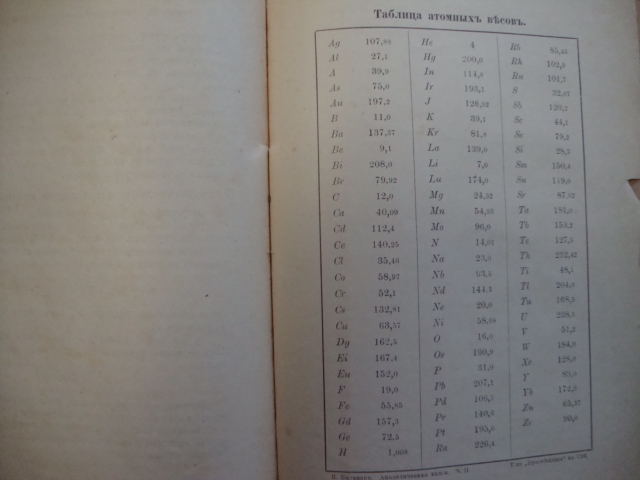 Таблица атомныхъ вѣсовъ.
Ag 107,88
Al 27,1
A 39,9
As 75,0
Au 197,2
B 11,0
Ba 137,37
Be 9,1
Bi 208,0
Br 79,92
C 12,0
Ca 40,09
Cd 112,4
Ce 140,25
Cl 35,46
Co 58,97
Cr 52,1
Cs 132,81
Cu 63,57
Dy 162,5
Er 167,4
Eu 152,0
F 19,0
Fe 55,85
Gd 157,3
Ge 72,5
H 1,008
He 4
Hg 200,0
In 114,8
Ir 193,1
J 126,92
K 39,1
Kr 81,8
La 139,0
Li 7,0
Lu 174,0
Mg 24,32
Mn 54,93
Mo 96,0
N 14,01
Na 23,0
Nb 93,5
Nd 144,3
Ne 20,0
Ni 58,68
O 16,0
Os 190,9
P 31,0
Pb 207,1
Pd 106,7
Pr 140,6
Pt 195,0
Ra 226,4
Rb 85,45
Rh 102,9
Ru 101,7
S 32,07
Sb 120,2
Sc 44,1
Se 79,2
Si 28,3
Sm 150,4
Sn 119,0
Sr 87,62
Ta 181,0
Tb 159,2
Te 127,5
Th 232,42
Ti 48,1
Tl 204,0
Tu 168,5
U 238,5
V 51,2
W 184,0
Xe 128,0
Y 89,0
Yb 172,0
Zn 65,37
Zr 90,6
Аналитическая Ч. II.
Тип. „Просвѣщеніе“ въ СПб.